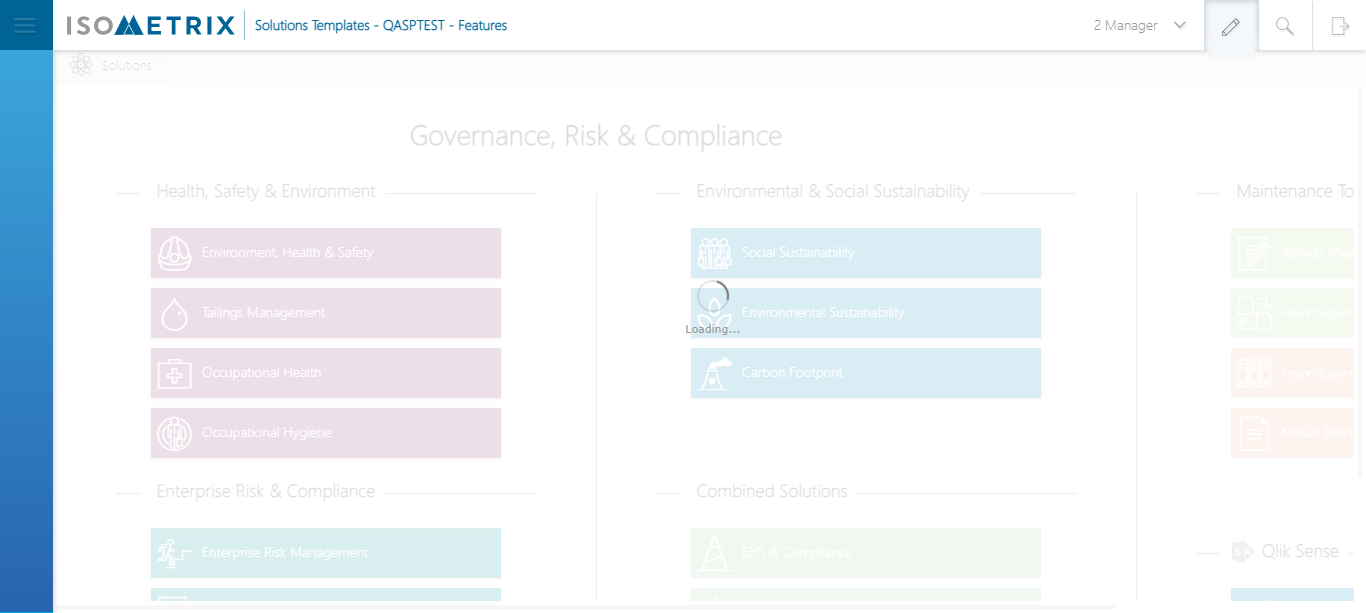 ISOMETRIX
Solutions Templates - QASPTEST - Features
2 Manager
Solutions
Governance, Risk & Compliance
Health, Safety & Environment
Environment, Health & Safety
Tailings Management
Occupational Health
Occupational Hygiene
Enterprise Risk & Compliance
Enterprise Risk Management
Environmental & Social Sustainability
Social Sustainability
Environmental Sustainability
Loading...
Carbon Footprint
Combined Solutions
EHS & Compliance
Maintenance To
Attribute Mapp
Import Export
Import/Export
Module Temp
Qlik Sense